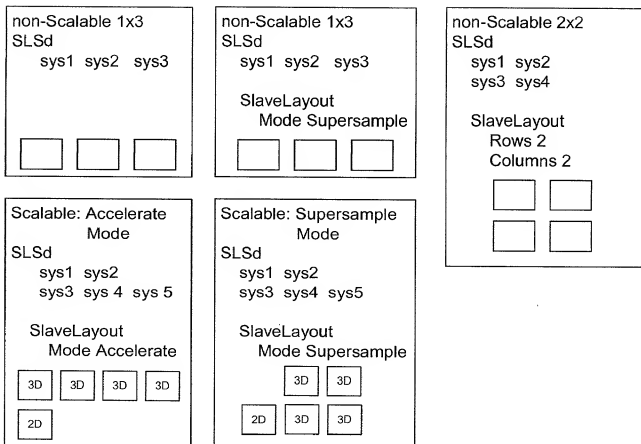 non-Scalable 1x3
SLSd
sys1 sys2 sys3
non-Scalable 1x3
SLSd
sys1 sys2 sys3
SlaveLayout
Mode Supersample
non-Scalable 2x2
SLSd
sys1 sys2
sys3 sys4
SlaveLayout
Rows 2
Columns 2
Scalable: Accelerate
Mode
SLSd
sys1 sys2
sys3 sys 4 sys 5
SlaveLayout
Mode Accelerate
3D 3D 3D 3D
2D
Scalable: Supersample
Mode
SLSd
sys1 sys2
sys3 sys4 sys5
SlaveLayout
Mode Supersample
3D 3D
2D 3D 3D